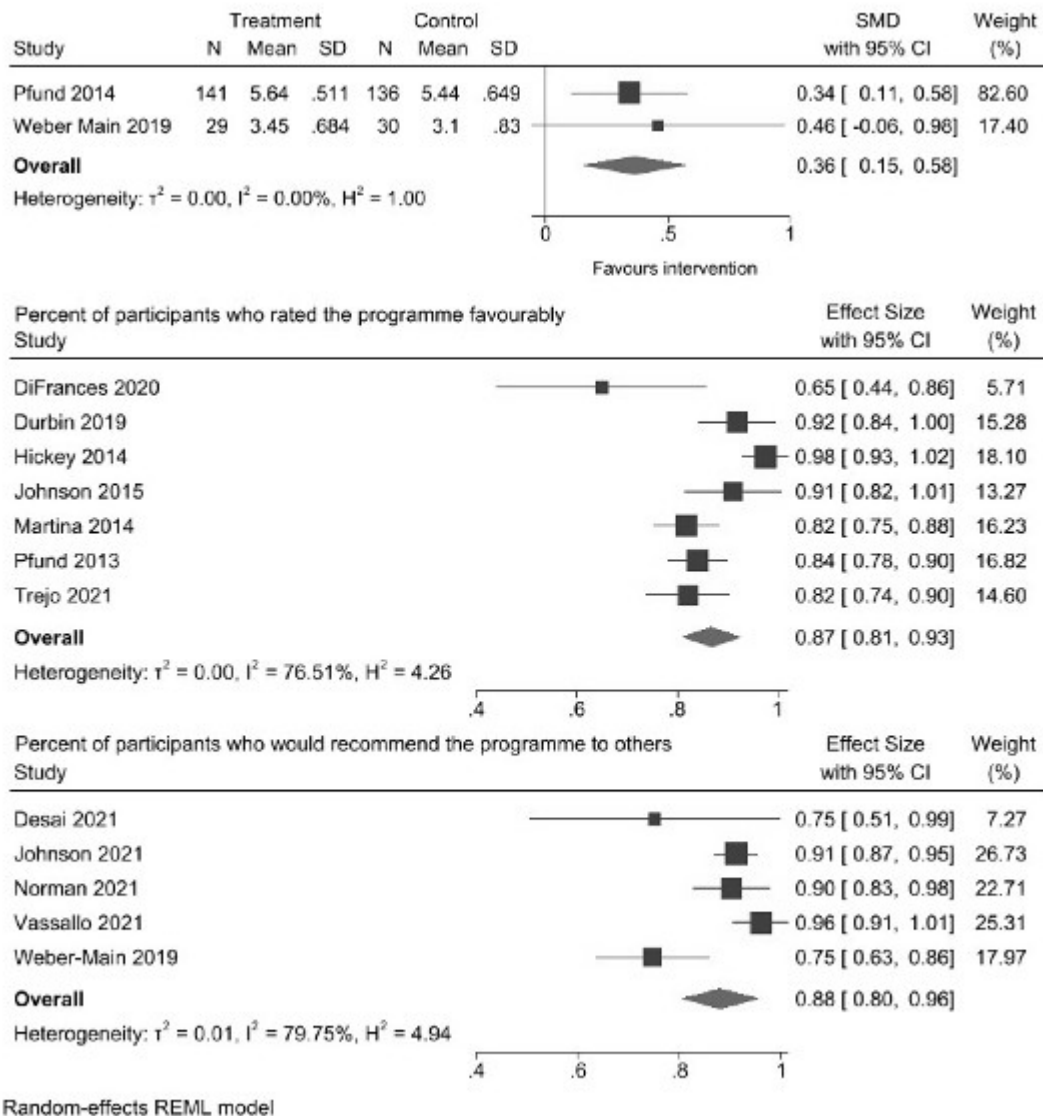 Treatment Control SMD Weight
Study N Mean SD N Mean SD with 95% CI (%)
Pfund 2014 141 5.64 .511 136 5.44 .649 0.34 [ 0.11, 0.58] 82.60
Weber Main 2019 29 3.45 .684 30 3.1 .83 0.46 [ -0.06, 0.98] 17.40
Overall 0.36 [ 0.15, 0.58]
Heterogeneity: τ² = 0.00, I² = 0.00%, H² = 1.00
0 .5 1
Favours intervention
Percent of participants who rated the programme favourably Effect Size Weight
Study with 95% CI (%)
DiFrances 2020 0.65 [ 0.44, 0.86] 5.71
Durbin 2019 0.92 [ 0.84, 1.00] 15.28
Hickey 2014 0.98 [ 0.93, 1.02] 18.10
Johnson 2015 0.91 [ 0.82, 1.01] 13.27
Martina 2014 0.82 [ 0.75, 0.88] 16.23
Pfund 2013 0.84 [ 0.78, 0.90] 16.82
Trejo 2021 0.82 [ 0.74, 0.90] 14.60
Overall 0.87 [ 0.81, 0.93]
Heterogeneity: τ² = 0.00, I² = 76.51%, H² = 4.26
.4 .6 .8 1
Percent of participants who would recommend the programme to others Effect Size Weight
Study with 95% CI (%)
Desai 2021 0.75 [ 0.51, 0.99] 7.27
Johnson 2021 0.91 [ 0.87, 0.95] 26.73
Norman 2021 0.90 [ 0.83, 0.98] 22.71
Vassallo 2021 0.96 [ 0.91, 1.01] 25.31
Weber-Main 2019 0.75 [ 0.63, 0.86] 17.97
Overall 0.88 [ 0.80, 0.96]
Heterogeneity: τ² = 0.01, I² = 79.75%, H² = 4.94
.4 .6 .8 1
Random-effects REML model